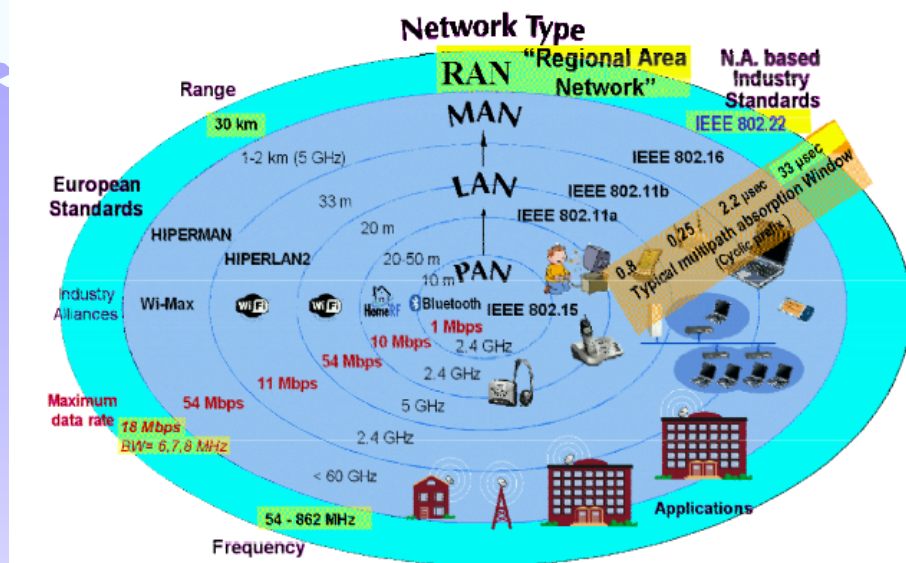 Network Type
RAN "Regional Area
Network"
N.A. based
Industry
Standards
Range
MAN
IEEE 802.22
30 km
1-2 km (5 GHz)
IEEE 802.16
European
Standards
LAN
33 m
IEEE 802.11b
20 m
IEEE 802.11a
HIPERMAN
HIPERLAN2
20-50 m
PAN
10 m
0.8 0.25 / 2.2 µsec 33 µsec
Typical multipath absorption Window
(Cyclic prefix)
Industry
Alliances
Wi-Max
WiFi
WiFi
HomeRF
Bluetooth
IEEE 802.15
1 Mbps
10 Mbps
54 Mbps
11 Mbps
54 Mbps
2.4 GHz
2.4 GHz
5 GHz
2.4 GHz
< 60 GHz
Maximum
data rate
18 Mbps
BW= 6,7,8 MHz
54 - 862 MHz
Frequency
Applications